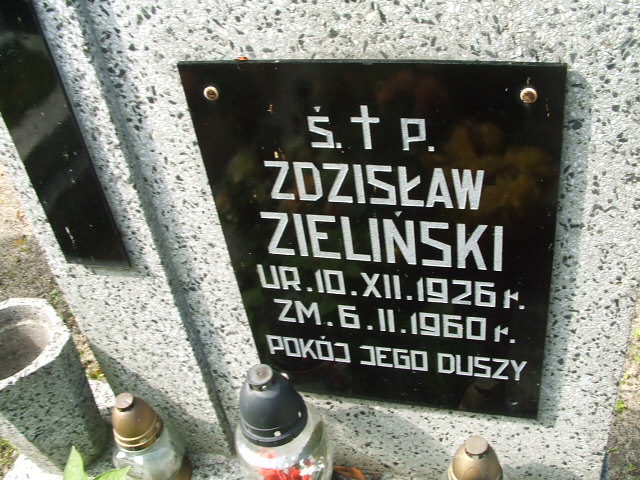 Ś. † P.
ZDZISŁAW
ZIELIŃSKI
UR.10.XII.1926 r.
ZM.6.II.1960 r.
POKÓJ JEGO DUSZY